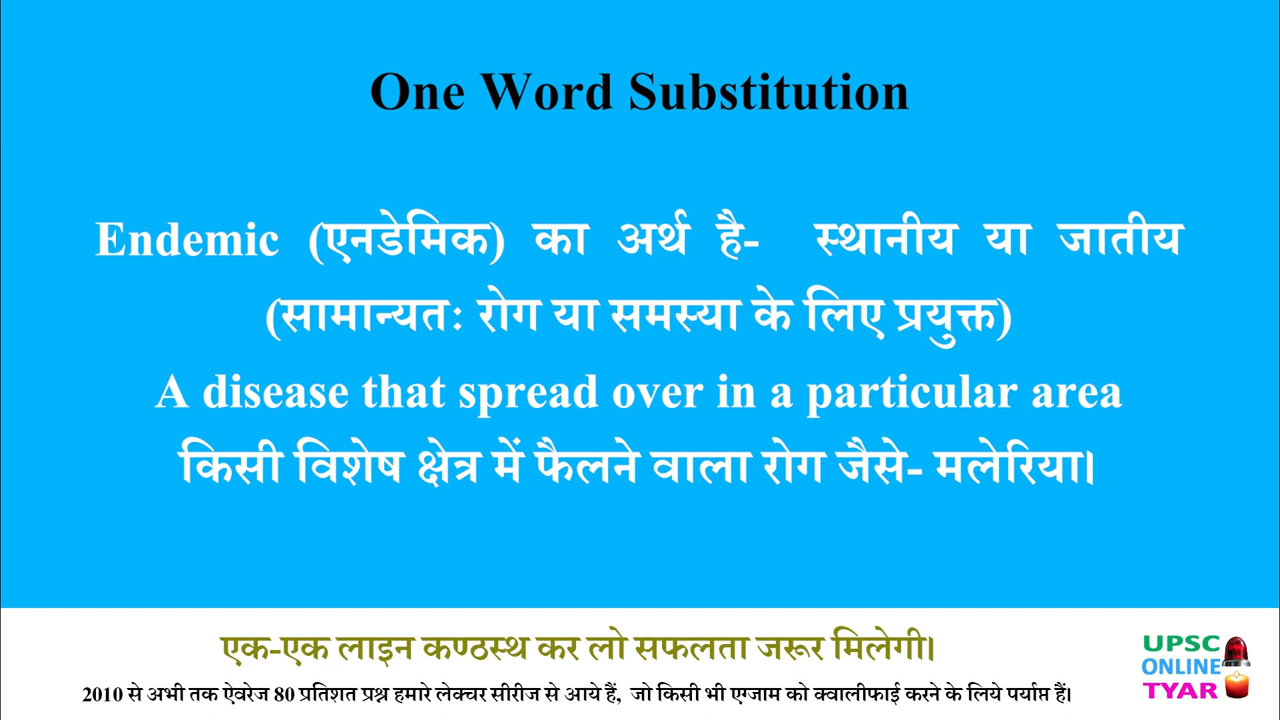 One Word Substitution
Endemic (एनडेमिक) का अर्थ है- स्थानीय या जातीय
(सामान्यतः रोग या समस्या के लिए प्रयुक्त)
A disease that spread over in a particular area
किसी विशेष क्षेत्र में फैलने वाला रोग जैसे- मलेरिया।
एक-एक लाइन कण्ठस्थ कर लो सफलता जरूर मिलेगी।
2010 से अभी तक ऐवरेज 80 प्रतिशत प्रश्न हमारे लेक्चर सीरीज से आये हैं, जो किसी भी एग्जाम को क्वालीफाई करने के लिये पर्याप्त हैं।
UPSC
ONLINE
TYAR